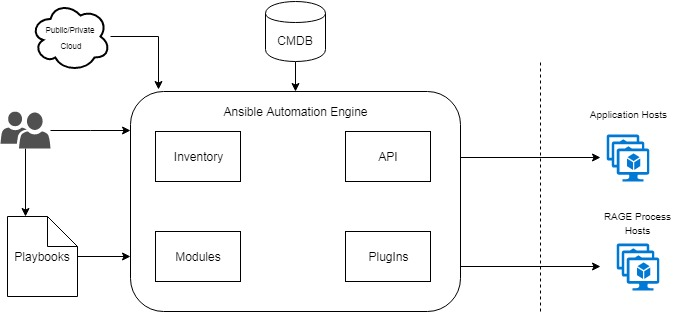 Public/Private
Cloud
CMDB
Ansible Automation Engine
Application Hosts
Inventory
API
RAGE Process
Hosts
Playbooks
Modules
PlugIns